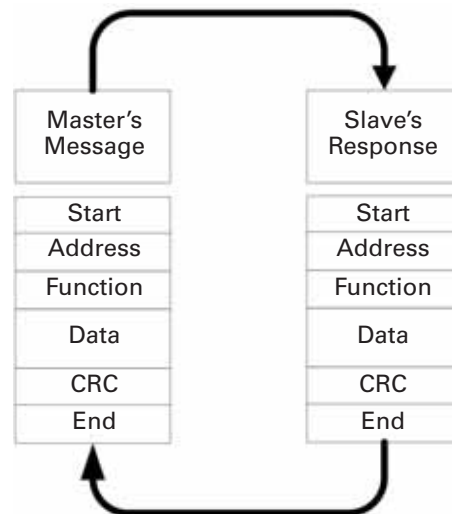 Master's
Message
Start
Address
Function
Data
CRC
End
Slave's
Response
Start
Address
Function
Data
CRC
End